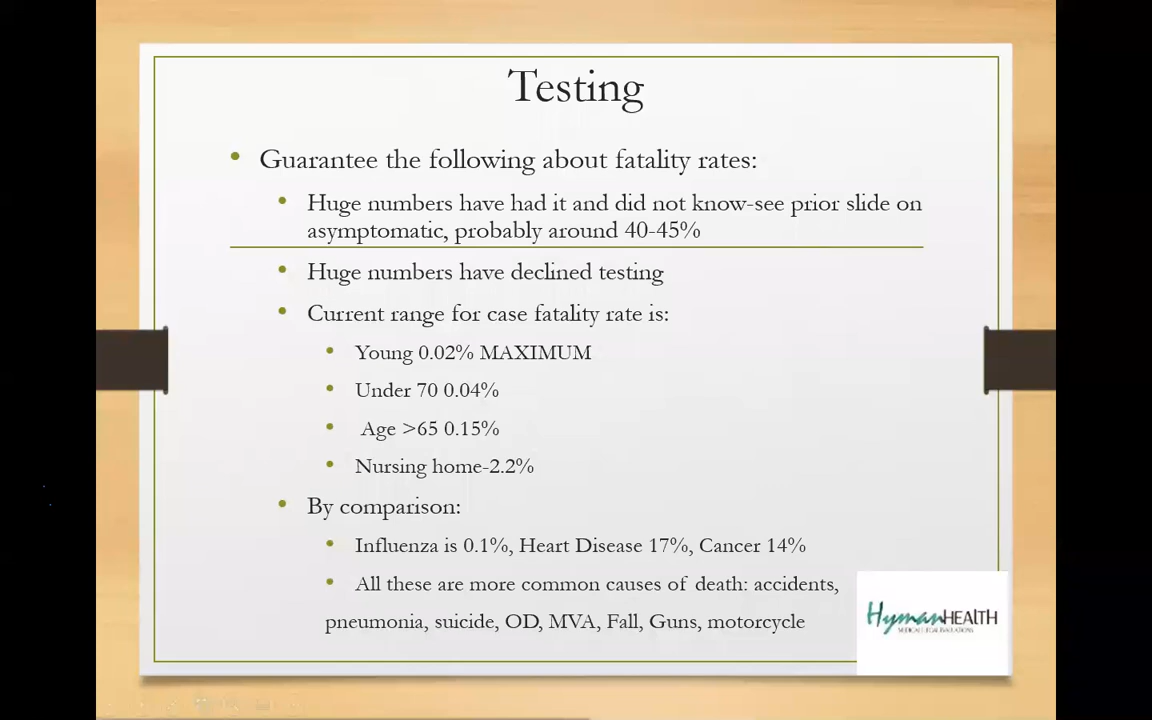 Testing
Guarantee the following about fatality rates:
Huge numbers have had it and did not know-see prior slide on
asymptomatic, probably around 40-45%
Huge numbers have declined testing
Current range for case fatality rate is:
Young 0.02% MAXIMUM
Under 70 0.04%
Age >65 0.15%
Nursing home-2.2%
By comparison:
Influenza is 0.1%, Heart Disease 17%, Cancer 14%
All these are more common causes of death: accidents,
pneumonia, suicide, OD, MVA, Fall, Guns, motorcycle
HymanHEALTH